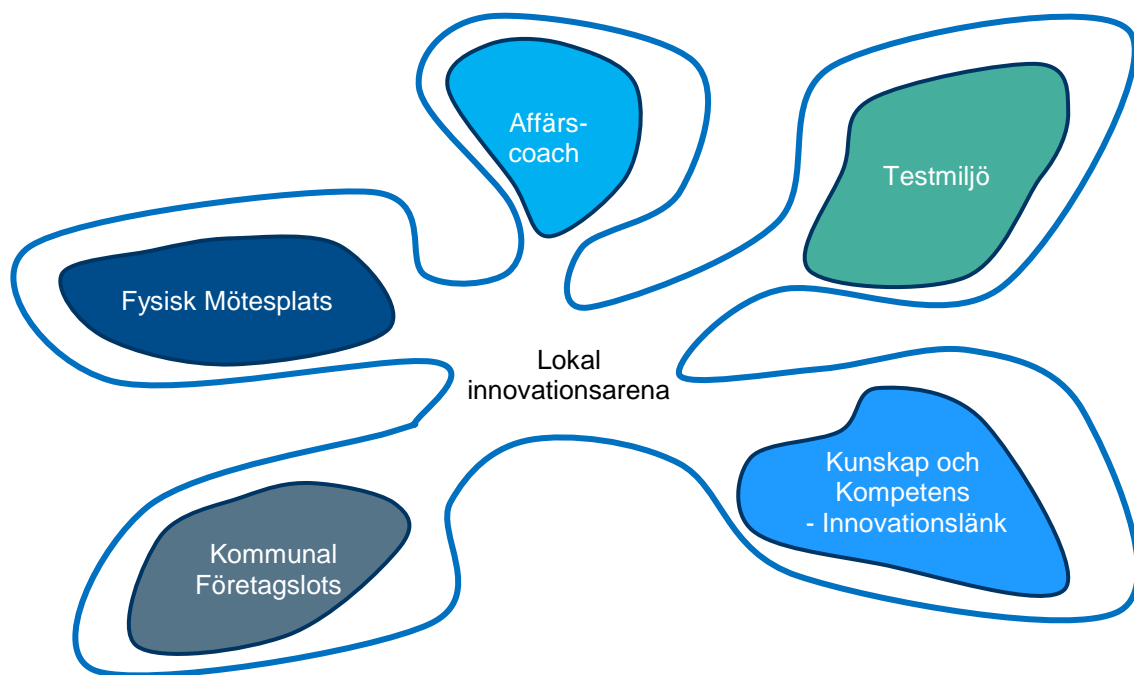 Affärs-
coach
Testmiljö
Fysisk Mötesplats
Lokal
innovationsarena
Kunskap och
Kompetens
- Innovationslänk
Kommunal
Företagslots